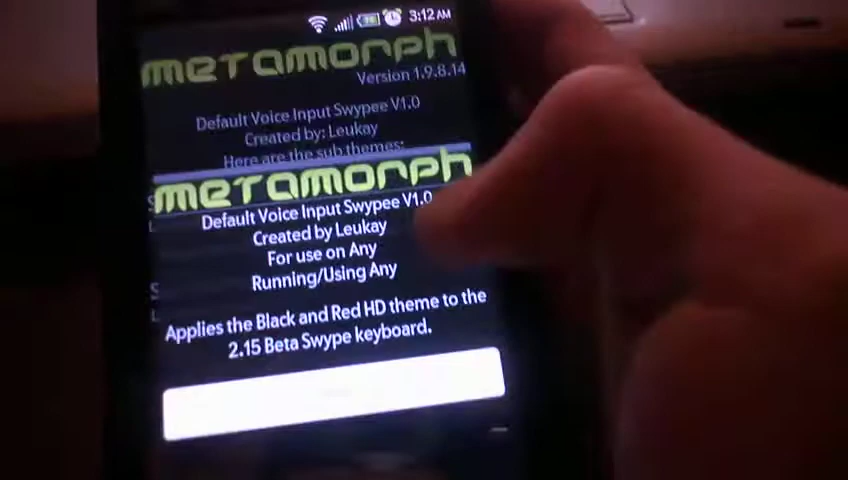 3:12 AM
metamorph
Version 1.9.8.14
Default Voice Input Swypee V1.0
Created by: Leukay
Here are the sub themes:
metamorph
Default Voice Input Swypee V1.0
Created by Leukay
For use on Any
Running/Using Any
Applies the Black and Red HD theme to the
2.15 Beta Swype keyboard.